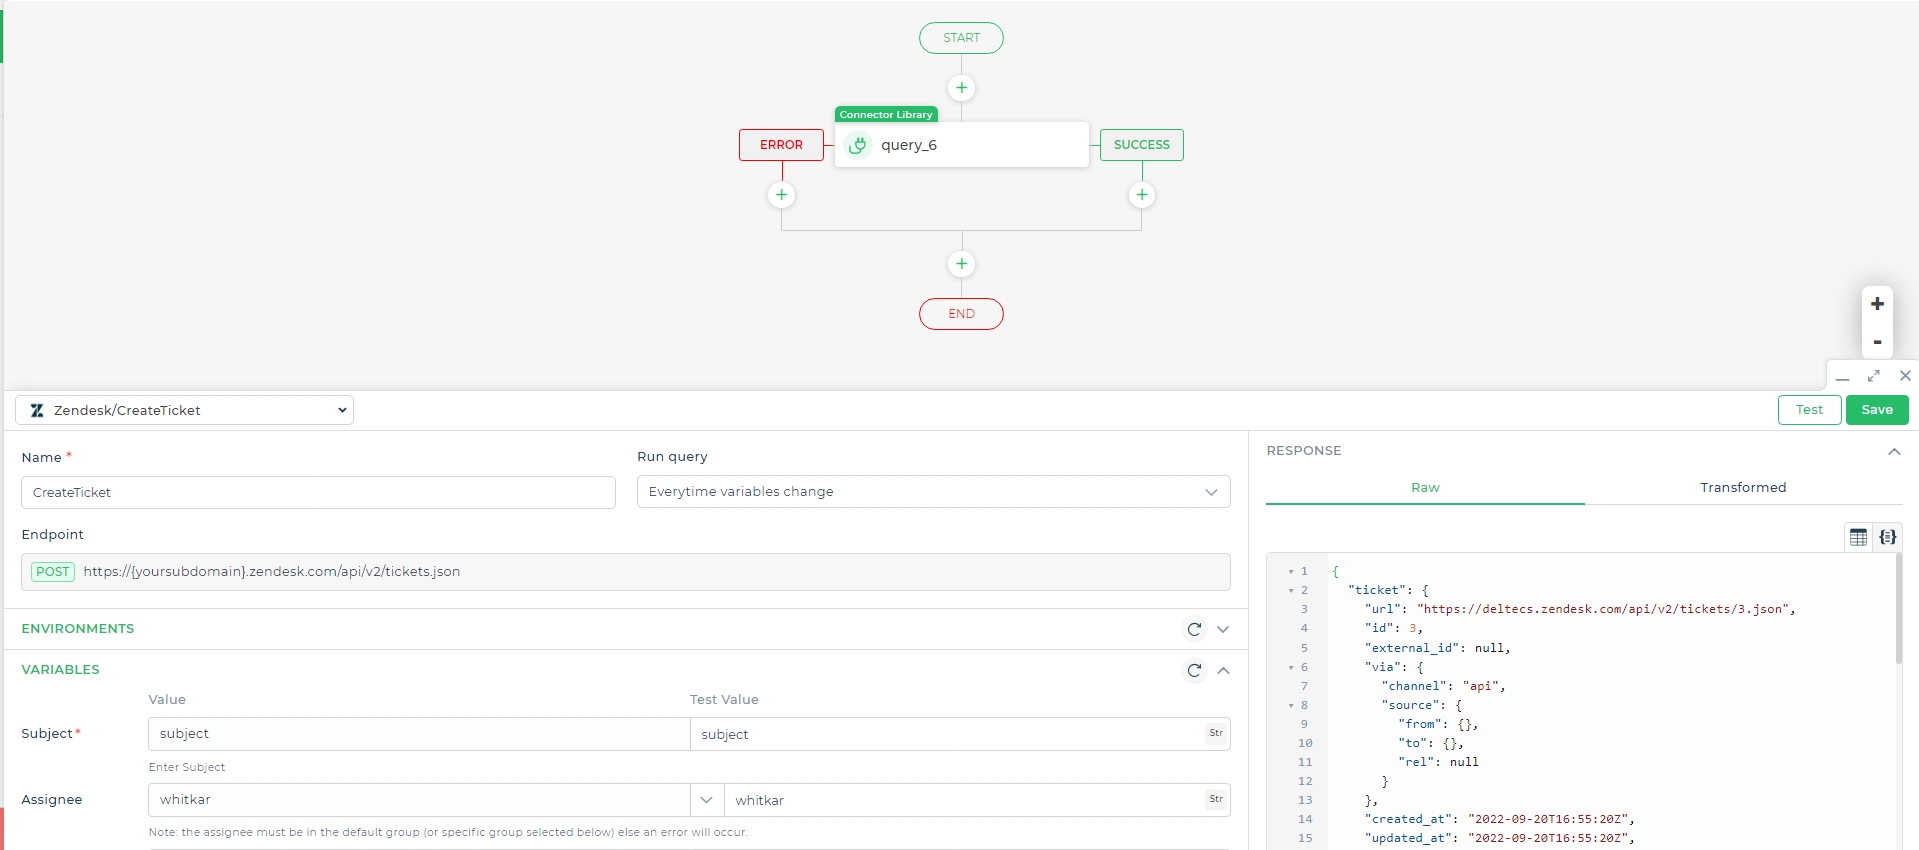 START
Connector Library
ERROR
query_6
SUCCESS
END
Zendesk/CreateTicket
Test
Save
Name *
Run query
CreateTicket
Everytime variables change
Endpoint
POST https://{yoursubdomain}.zendesk.com/api/v2/tickets.json
ENVIRONMENTS
VARIABLES
Value Test Value
Subject* subject subject Str
Enter Subject
Assignee whitkar whitkar Str
Note: the assignee must be in the default group (or specific group selected below) else an error will occur.
RESPONSE
Raw Transformed
1 {
2 "ticket": {
3 "url": "https://deltecs.zendesk.com/api/v2/tickets/3.json",
4 "id": 3,
5 "external_id": null,
6 "via": {
7 "channel": "api",
8 "source": {
9 "from": {},
10 "to": {},
11 "rel": null
12 }
13 },
14 "created_at": "2022-09-20T16:55:20Z",
15 "updated_at": "2022-09-20T16:55:20Z",